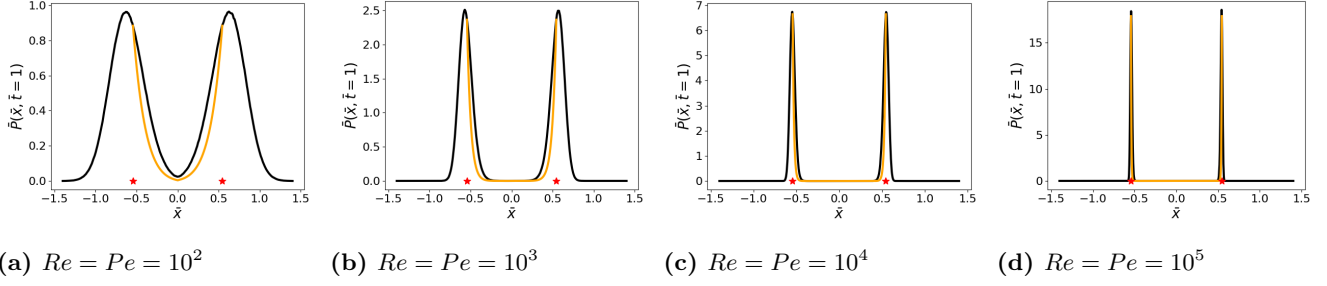 1.0
0.8
0.6
0.4
0.2
0.0
−1.5 −1.0 −0.5 0.0 0.5 1.0 1.5
P̄(x̄, t̄ = 1)
x̄
2.5
2.0
1.5
1.0
0.5
0.0
−1.5 −1.0 −0.5 0.0 0.5 1.0 1.5
P̄(x̄, t̄ = 1)
x̄
7
6
5
4
3
2
1
0
−1.5 −1.0 −0.5 0.0 0.5 1.0 1.5
P̄(x̄, t̄ = 1)
x̄
15
10
5
0
−1.5 −1.0 −0.5 0.0 0.5 1.0 1.5
P̄(x̄, t̄ = 1)
x̄
(a) Re = Pe = 10² (b) Re = Pe = 10³ (c) Re = Pe = 10⁴ (d) Re = Pe = 10⁵